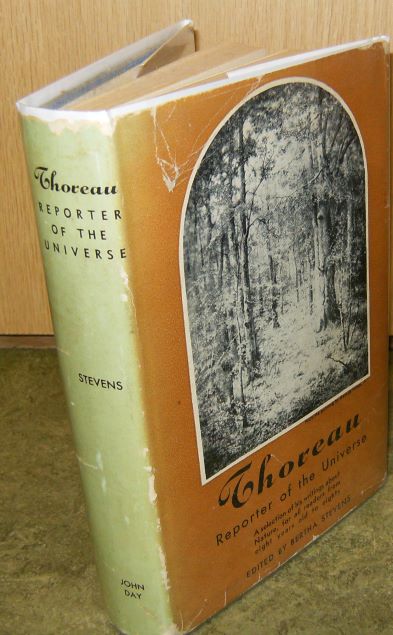 Thoreau
REPORTER
OF THE
UNIVERSE
STEVENS
JOHN
DAY
Thoreau
Reporter of the Universe
A selection of his writings about
Nature, for all readers from
eight years old to eighty
EDITED BY BERTHA STEVENS